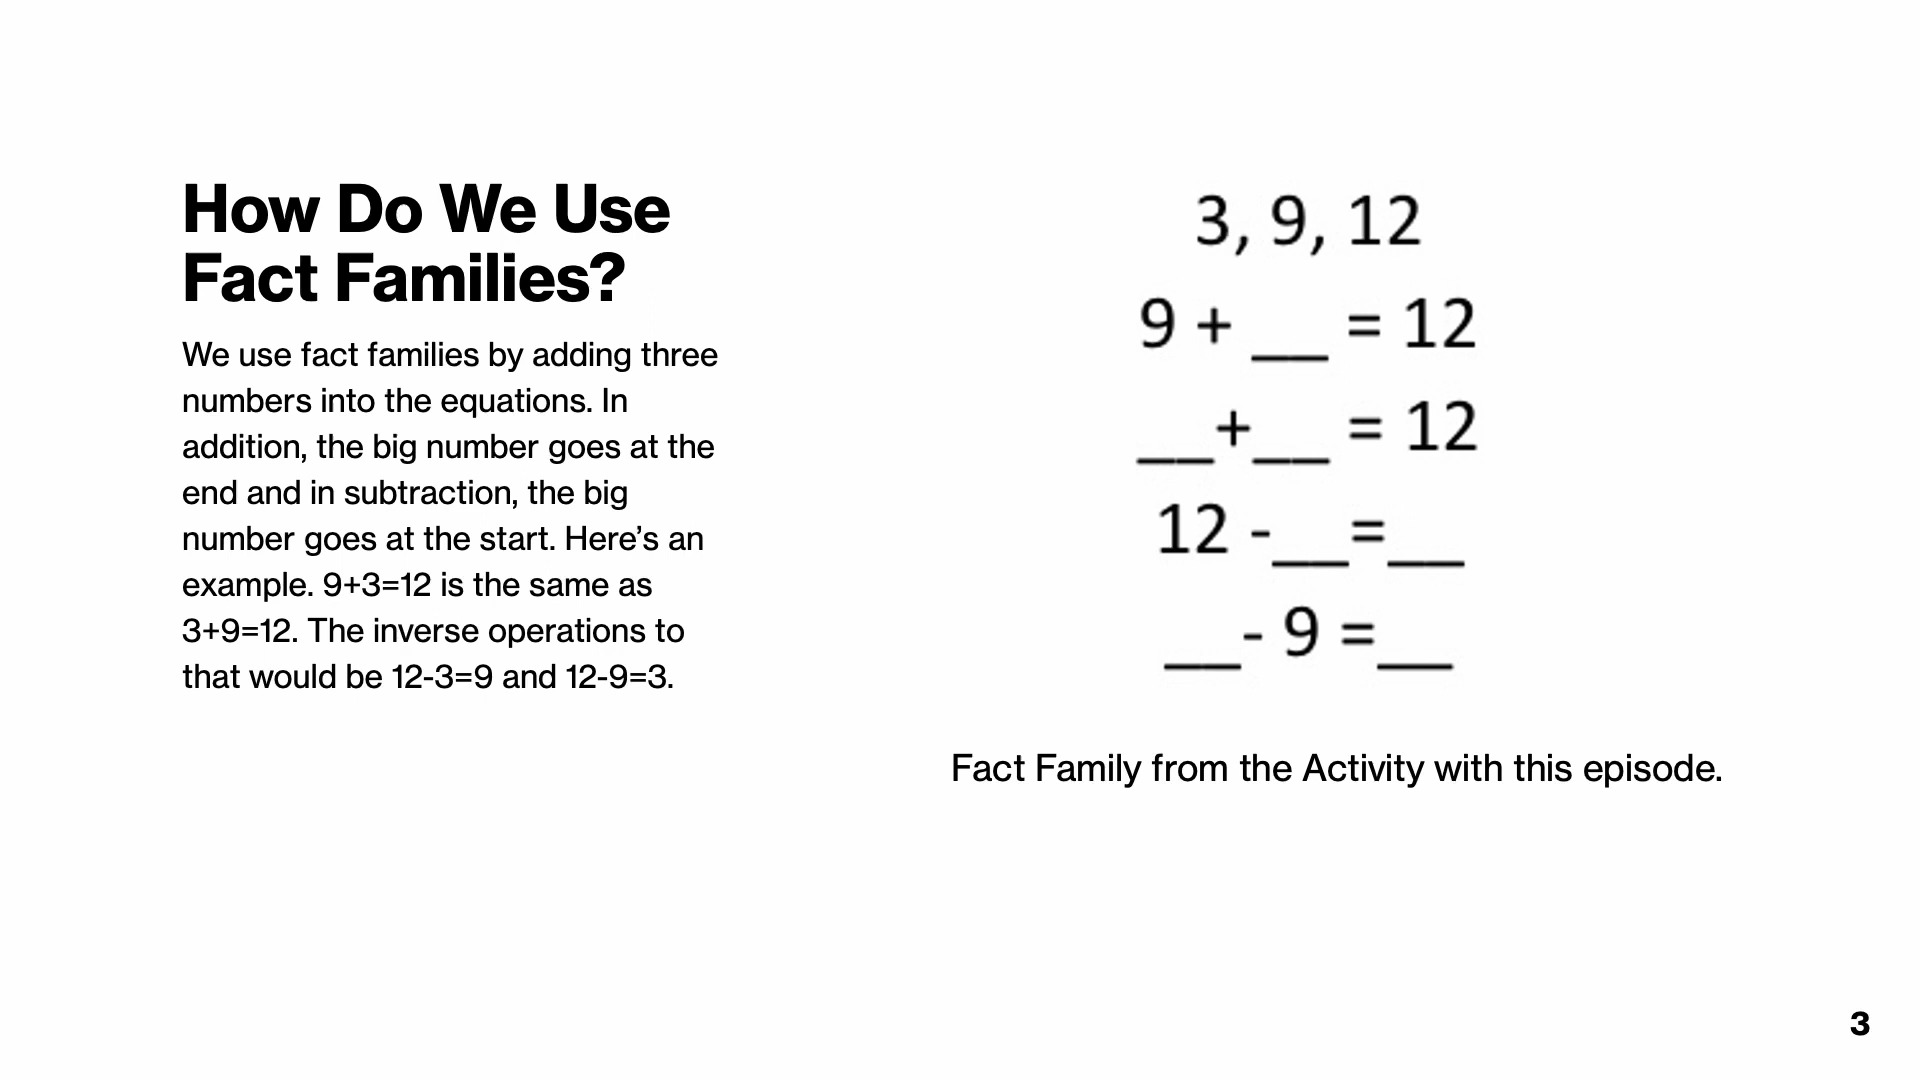 How Do We Use
Fact Families?
We use fact families by adding three
numbers into the equations. In
addition, the big number goes at the
end and in subtraction, the big
number goes at the start. Here’s an
example. 9+3=12 is the same as
3+9=12. The inverse operations to
that would be 12-3=9 and 12-9=3.
3, 9, 12
9 + __ = 12
__+__ = 12
12 -__=__
__- 9 =__
Fact Family from the Activity with this episode.
3